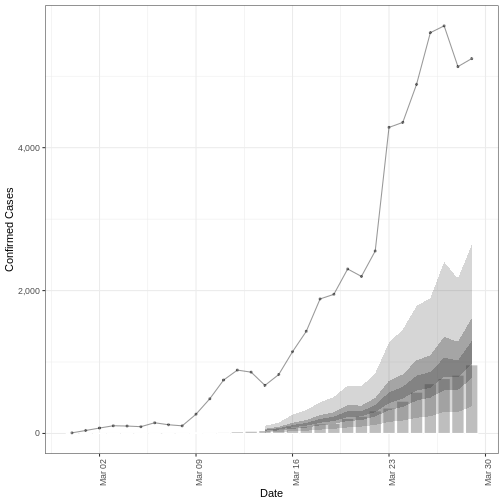 Confirmed Cases
4,000
2,000
0
Mar 02
Mar 09
Mar 16
Mar 23
Mar 30
Date